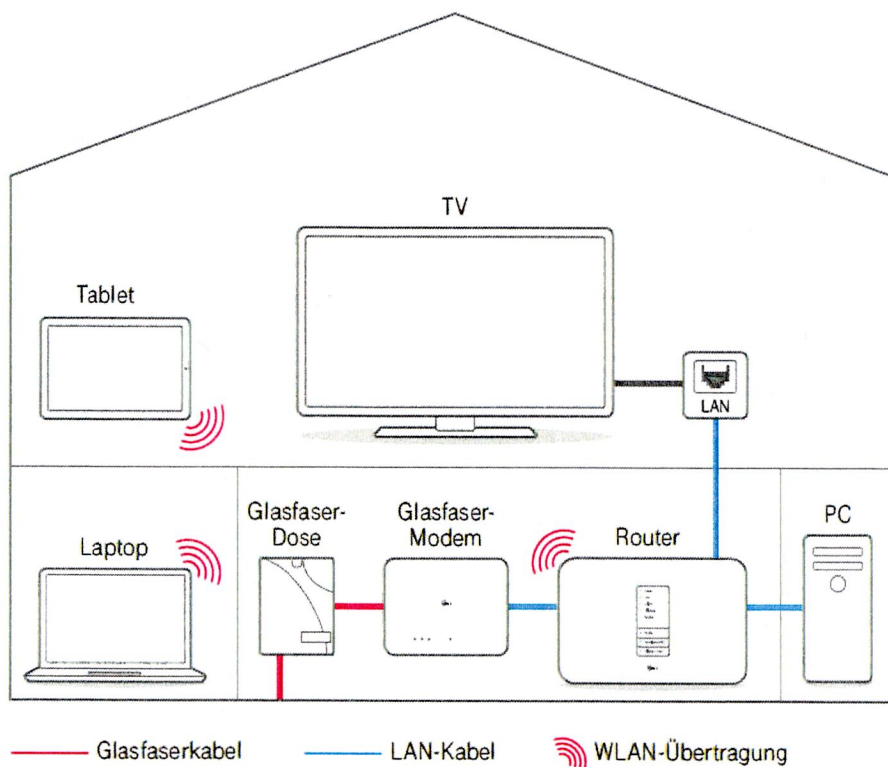 TV
Tablet
LAN
Glasfaser-
Dose
Glasfaser-
Modem
Router
PC
Laptop
Glasfaserkabel
LAN-Kabel
WLAN-Übertragung